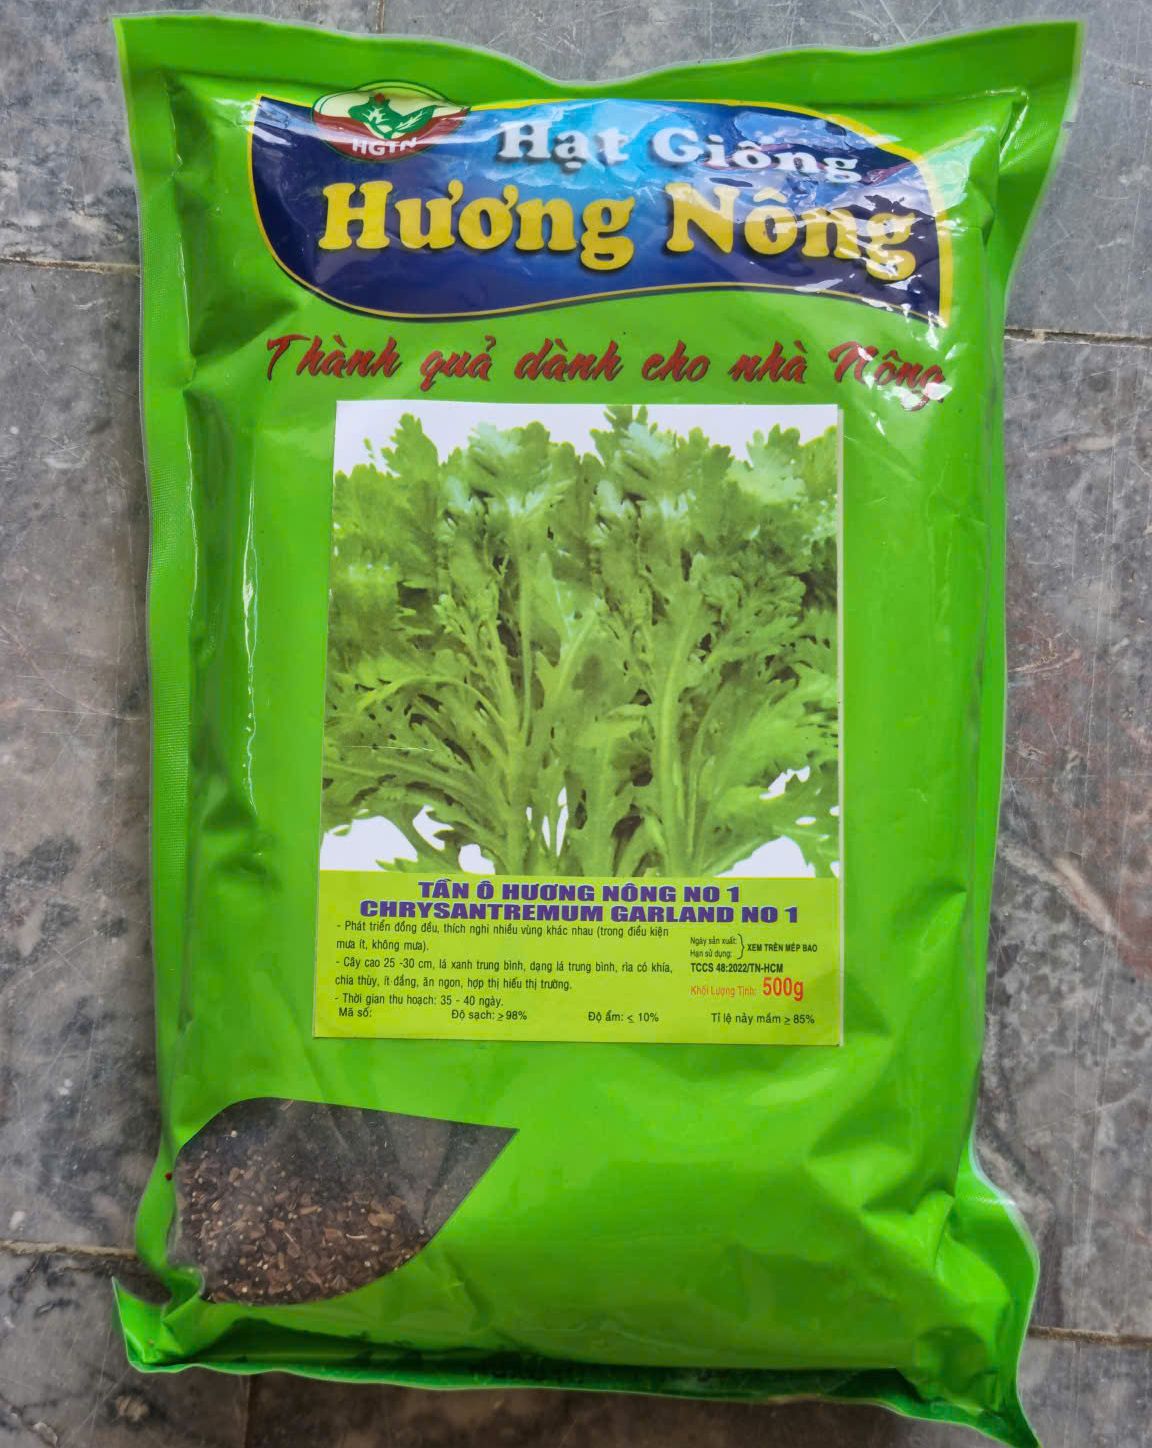 HGTN
Hạt Giống
Hương Nông
Thành quả dành cho nhà Nông
TẦN Ô HƯƠNG NÔNG NO 1
CHRYSANTREMUM GARLAND NO 1
- Phát triển đồng đều, thích nghi nhiều vùng khác nhau (trong điều kiện
mưa ít, không mưa).
- Cây cao 25 -30 cm, lá xanh trung bình, dạng lá trung bình, rìa có khía,
chia thùy, ít đắng, ăn ngon, hợp thị hiếu thị trường.
- Thời gian thu hoạch: 35 - 40 ngày.
Ngày sản xuất:
Hạn sử dụng:
XEM TRÊN MÉP BAO
TCCS 48:2022/TN-HCM
Khối Lượng Tịnh: 500g
Mã số: Độ sạch: ≥ 98% Độ ẩm: ≤ 10% Tỉ lệ nảy mầm ≥ 85%